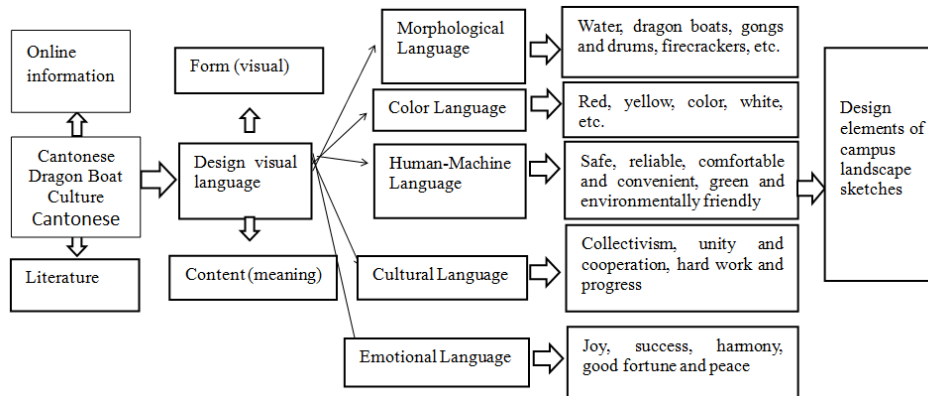 Online
information
Cantonese
Dragon Boat
Culture
Cantonese
Literature
Form (visual)
Design visual
language
Content (meaning)
Morphological
Language
Color Language
Human-Machine
Language
Cultural Language
Emotional Language
Water, dragon boats, gongs
and drums, firecrackers, etc.
Red, yellow, color, white,
etc.
Safe, reliable, comfortable
and convenient, green and
environmentally friendly
Collectivism, unity and
cooperation, hard work and
progress
Joy, success, harmony,
good fortune and peace
Design
elements of
campus
landscape
sketches